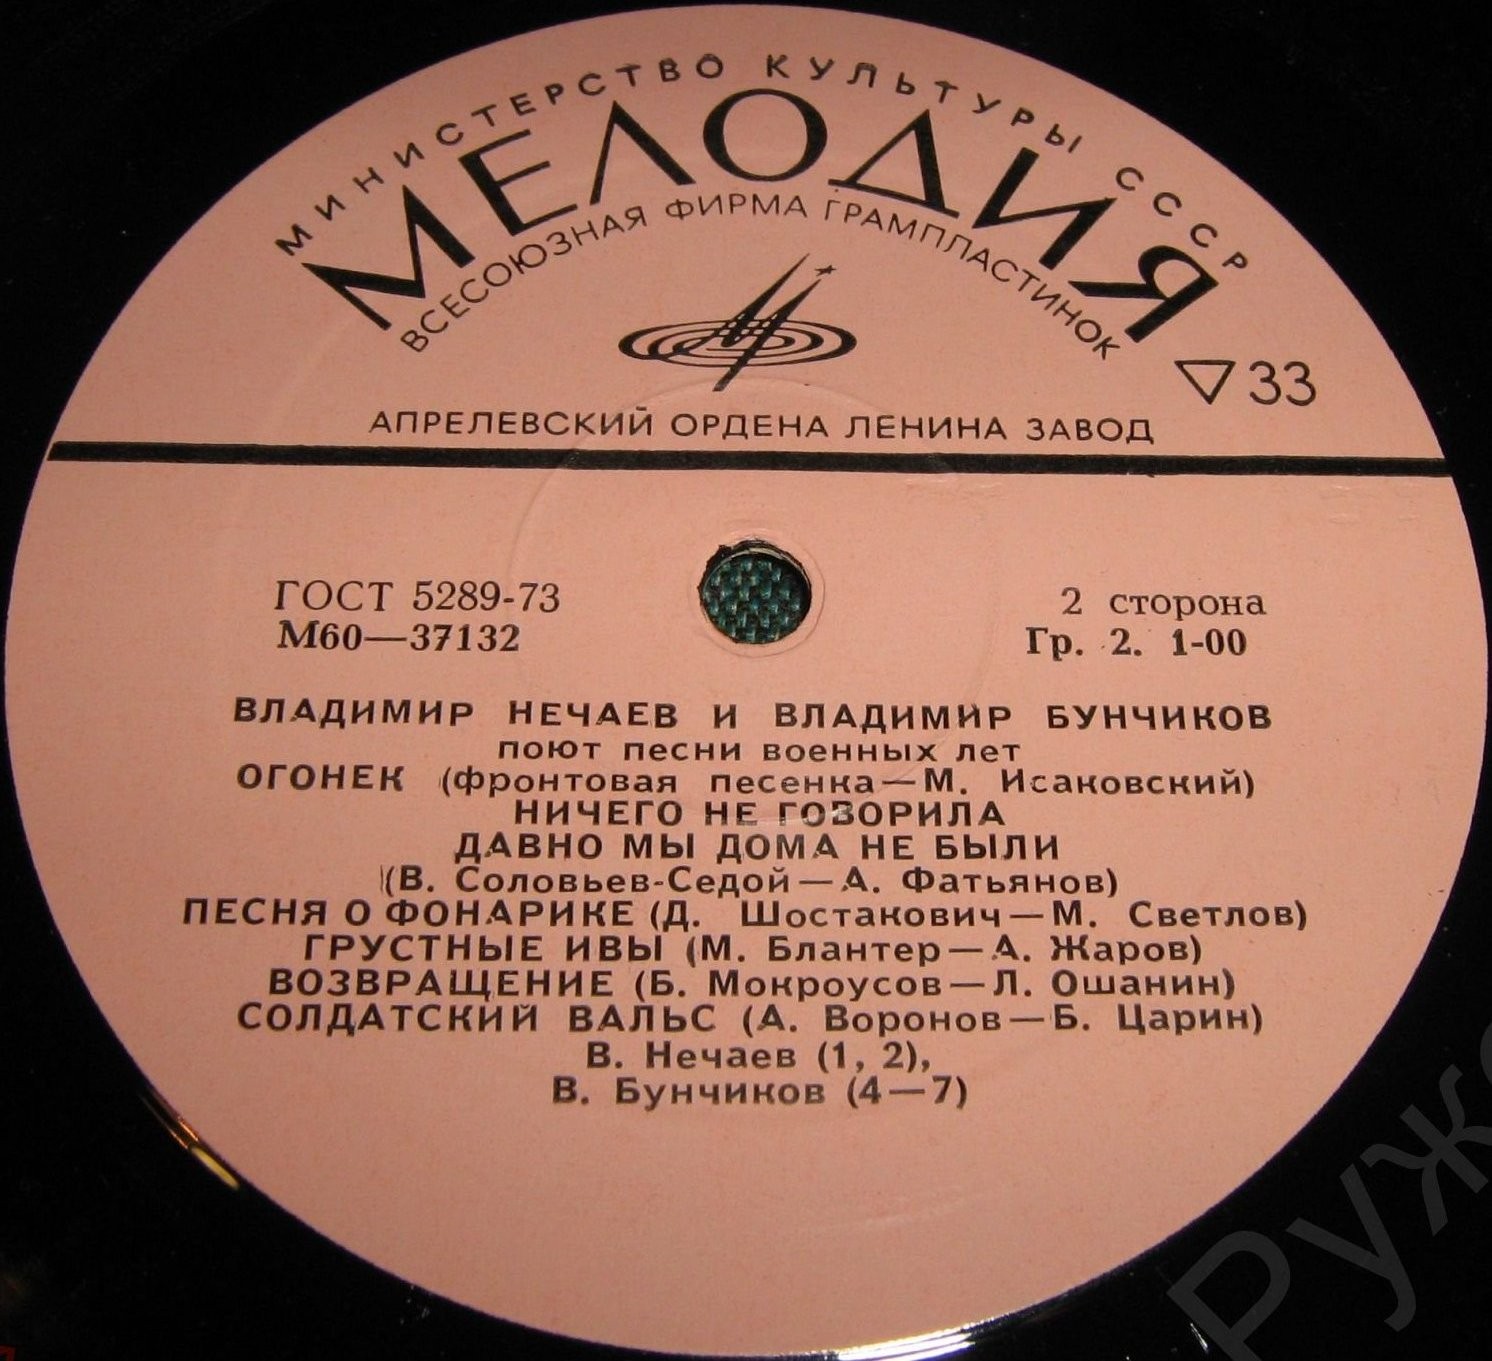 МИНИСТЕРСТВО КУЛЬТУРЫ СССР
МЕЛОДИЯ
ВСЕСОЮЗНАЯ ФИРМА ГРАМПЛАСТИНОК
33
АПРЕЛЕВСКИЙ ОРДЕНА ЛЕНИНА ЗАВОД
ГОСТ 5289-73
М60—37132
2 сторона
Гр. 2. 1-00
ВЛАДИМИР НЕЧАЕВ И ВЛАДИМИР БУНЧИКОВ
поют песни военных лет
ОГОНЕК (фронтовая песенка—М. Исаковский)
НИЧЕГО НЕ ГОВОРИЛА
ДАВНО МЫ ДОМА НЕ БЫЛИ
(В. Соловьев-Седой—А. Фатьянов)
ПЕСНЯ О ФОНАРИКЕ (Д. Шостакович—М. Светлов)
ГРУСТНЫЕ ИВЫ (М. Блантер—А. Жаров)
ВОЗВРАЩЕНИЕ (Б. Мокроусов—Л. Ошанин)
СОЛДАТСКИЙ ВАЛЬС (А. Воронов—Б. Царин)
В. Нечаев (1, 2),
В. Бунчиков (4—7)